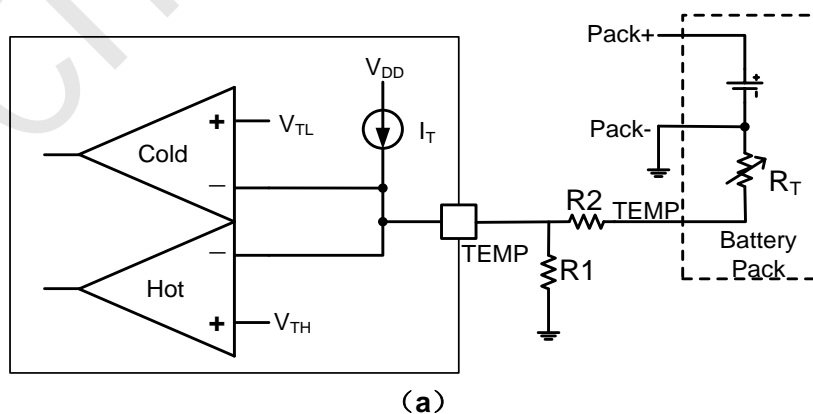 Pack+
V_DD
+
V_TL
I_T
Cold
Pack-
−
R2
TEMP
R_T
TEMP
−
R1
Battery
Pack
Hot
+
V_TH
(a)